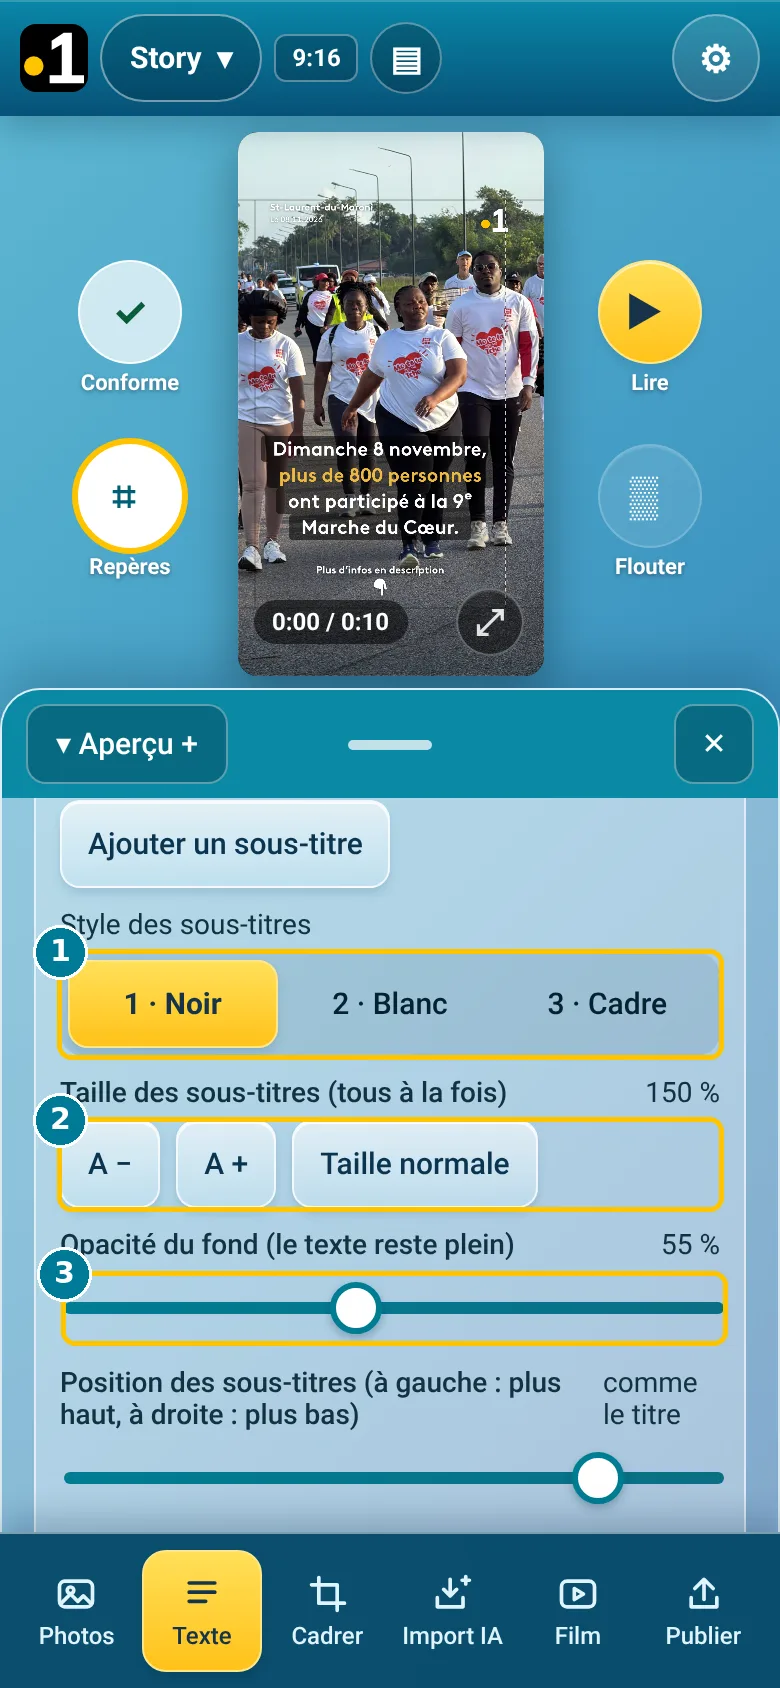 1
Story ▼
9:16
St-Laurent-du-Maroni
1
Conforme
Lire
Repères
Flouter
Dimanche 8 novembre,
plus de 800 personnes
ont participé à la 9e
Marche du Cœur.
Plus d'infos en description
0:00 / 0:10
▾ Aperçu +
×
Ajouter un sous-titre
Style des sous-titres
1
1 · Noir
2 · Blanc
3 · Cadre
Taille des sous-titres (tous à la fois)
150 %
2
A −
A +
Taille normale
Opacité du fond (le texte reste plein)
55 %
3
Position des sous-titres (à gauche : plus
haut, à droite : plus bas)
comme
le titre
Photos
Texte
Cadrer
Import IA
Film
Publier